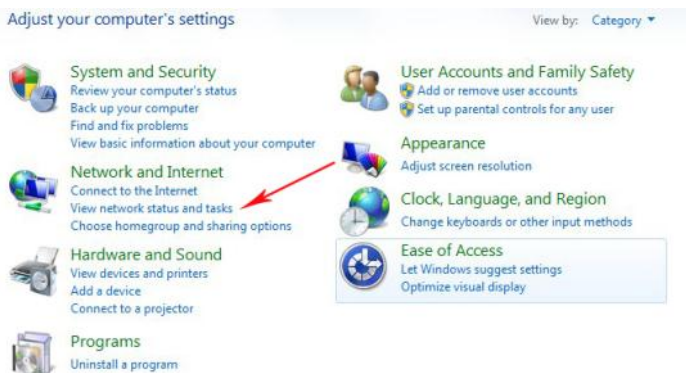 Adjust your computer's settings
View by: Category
System and Security
Review your computer's status
Back up your computer
Find and fix problems
View basic information about your computer
Network and Internet
Connect to the Internet
View network status and tasks
Choose homegroup and sharing options
Hardware and Sound
View devices and printers
Add a device
Connect to a projector
Programs
Uninstall a program
User Accounts and Family Safety
Add or remove user accounts
Set up parental controls for any user
Appearance
Adjust screen resolution
Clock, Language, and Region
Change keyboards or other input methods
Ease of Access
Let Windows suggest settings
Optimize visual display